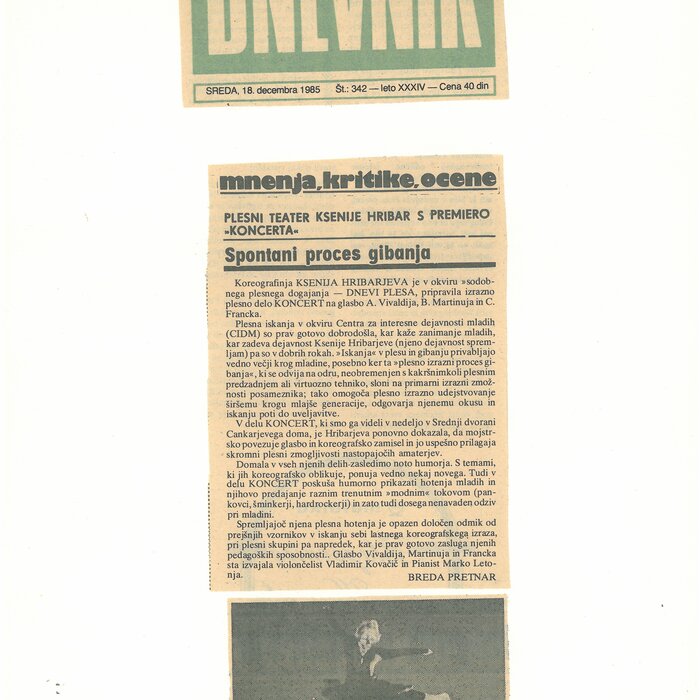 DNEVNIK
SREDA, 18. decembra 1985 Št.: 342 — leto XXXIV — Cena 40 din
mnenja, kritike, ocene
PLESNI TEATER KSENIJE HRIBAR S PREMIERO
»KONCERTA«
Spontani proces gibanja
Koreografinja KSENIJA HRIBARJEVA je v okviru »sodob-
nega plesnega dogajanja — DNEVI PLESA, pripravila izrazno
plesno delo KONCERT na glasbo A. Vivaldija, B. Martinuja in C.
Francka.
Plesna iskanja v okviru Centra za interesne dejavnosti mladih
(CIDM) so prav gotovo dobrodošla, kar kaže zanimanje mladih,
kar zadeva dejavnost Ksenije Hribarjeve (njeno dejavnost sprem-
ljam) pa so v dobrih rokah. »Iskanja« v plesu in gibanju privabljajo
vedno večji krog mladine, posebno ker ta »plesno izrazni proces gi-
banja«, ki se odvija na odru, neobremenjen s kakršnimkoli plesnim
predzadnjem ali virtuozno tehniko, sloni na primarni izrazni zmož-
nosti posameznika; tako omogoča plesno izrazno udejstvovanje
širšemu krogu mlajše generacije, odgovarja njenemu okusu in
iskanju poti do uveljavitve.
V delu KONCERT, ki smo ga videli v nedeljo v Srednji dvorani
Cankarjevega doma, je Hribarjeva ponovno dokazala, da mojstr-
sko povezuje glasbo in koreografsko zamisel in jo uspešno prilagaja
skromni plesni zmogljivosti nastopajočih amaterjev.
Domala v vseh njenih delih zasledimo noto humorja. S temami,
ki jih koreografsko oblikuje, ponuja vedno nekaj novega. Tudi v
delu KONCERT poskuša humorno prikazati hotenja mladih in
njihovo predajanje raznim trenutnim »modnim« tokovom (pan-
kovci, šminkerji, hardrockerji) in zato tudi dosega nenavaden odziv
pri mladini.
Spremljajoč njena plesna hotenja je opazen določen odmik od
prejšnjih vzornikov v iskanju sebi lastnega koreografskega izraza,
pri plesni skupini pa napredek, kar je prav gotovo zasluga njenih
pedagoških sposobnosti.. Glasbo Vivaldija, Martinuja in Francka
sta izvajala violončelist Vladimir Kovačič in Pianist Marko Leto-
nja.
BREDA PRETNAR